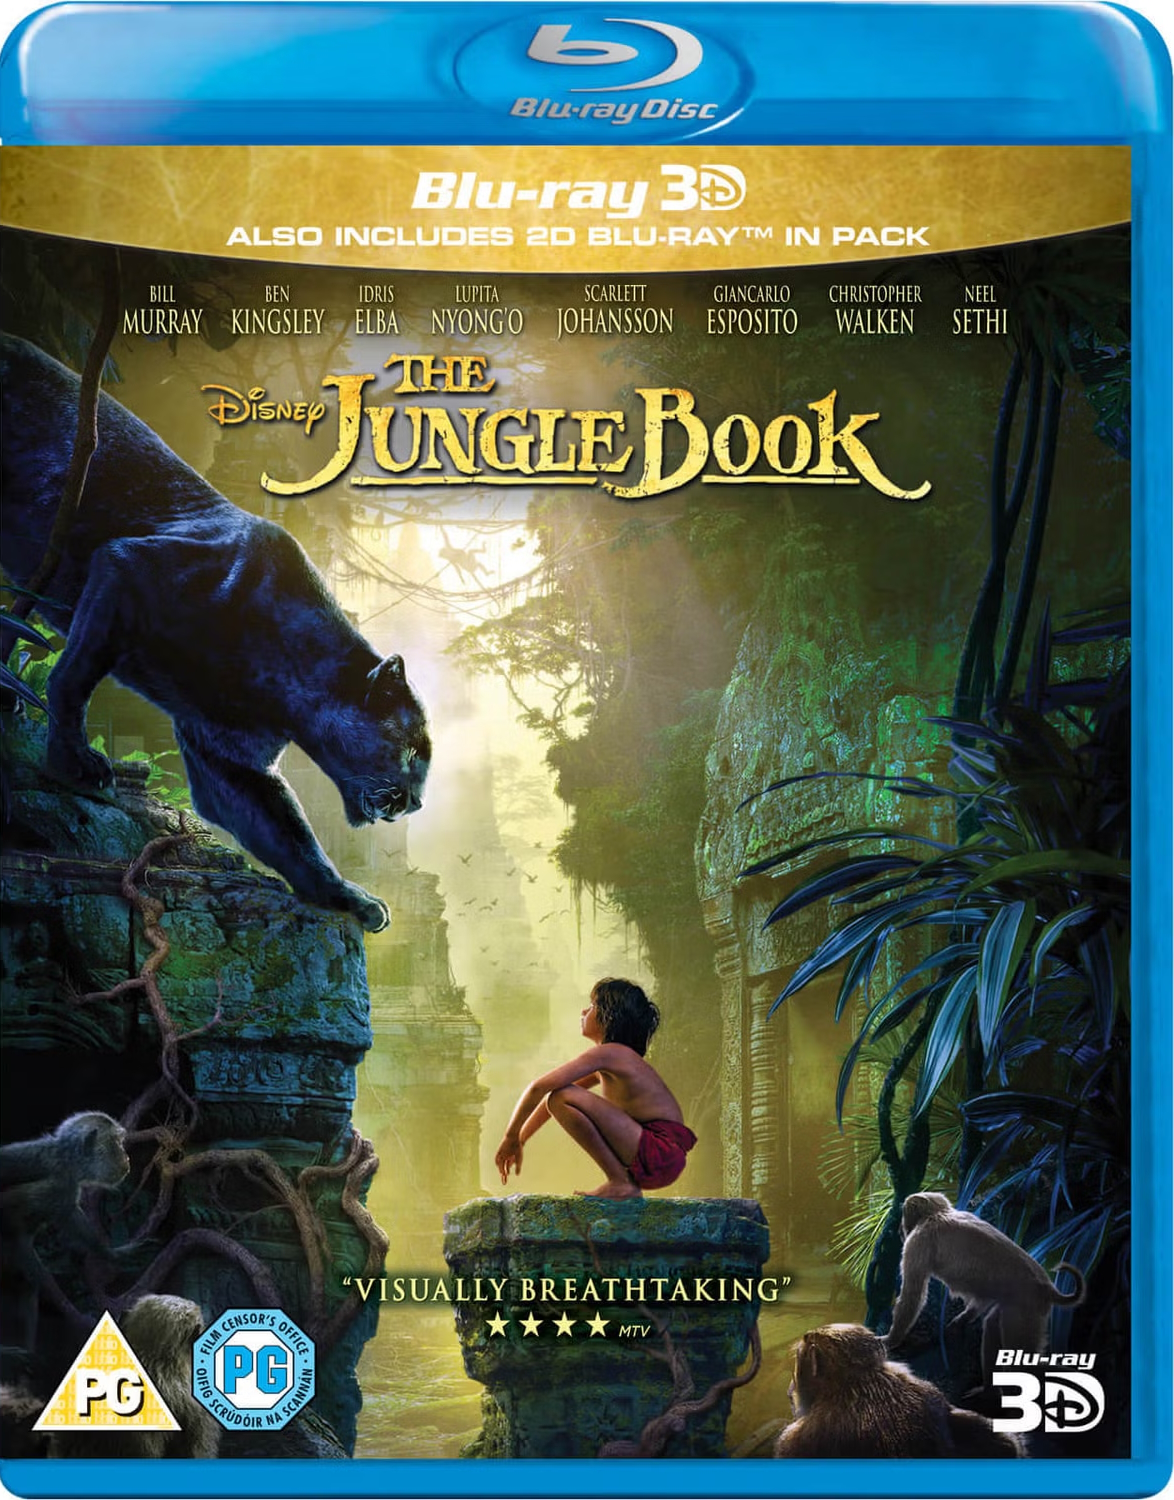 Blu-ray Disc
Blu-ray 3D
ALSO INCLUDES 2D BLU-RAY™ IN PACK
BILL MURRAY BEN KINGSLEY IDRIS ELBA LUPITA NYONG'O SCARLETT JOHANSSON GIANCARLO ESPOSITO CHRISTOPHER WALKEN NEEL SETHI
DISNEY
THE
JUNGLE BOOK
"VISUALLY BREATHTAKING"
★★★★ MTV
PG
· FILM CENSOR'S OFFICE ·
PG
OIFIG SCRÚDÓIR NA SCANNÁN
Blu-ray
3D